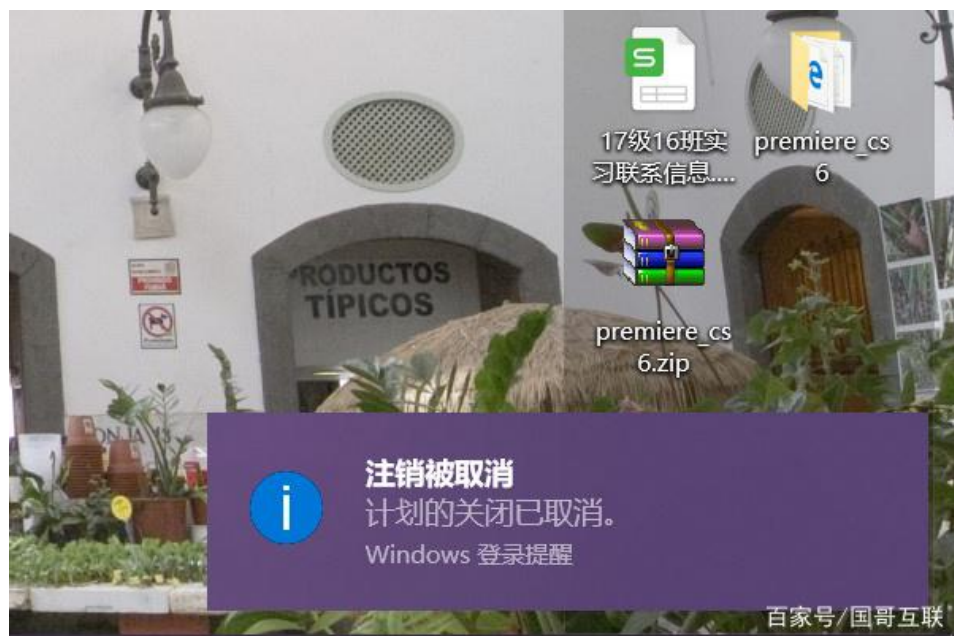 17级16班实
习联系信息....
premiere_cs
6
premiere_cs
6.zip
PRODUCTOS
TÍPICOS
注销被取消
计划的关闭已取消。
Windows 登录提醒
百家号/国哥互联